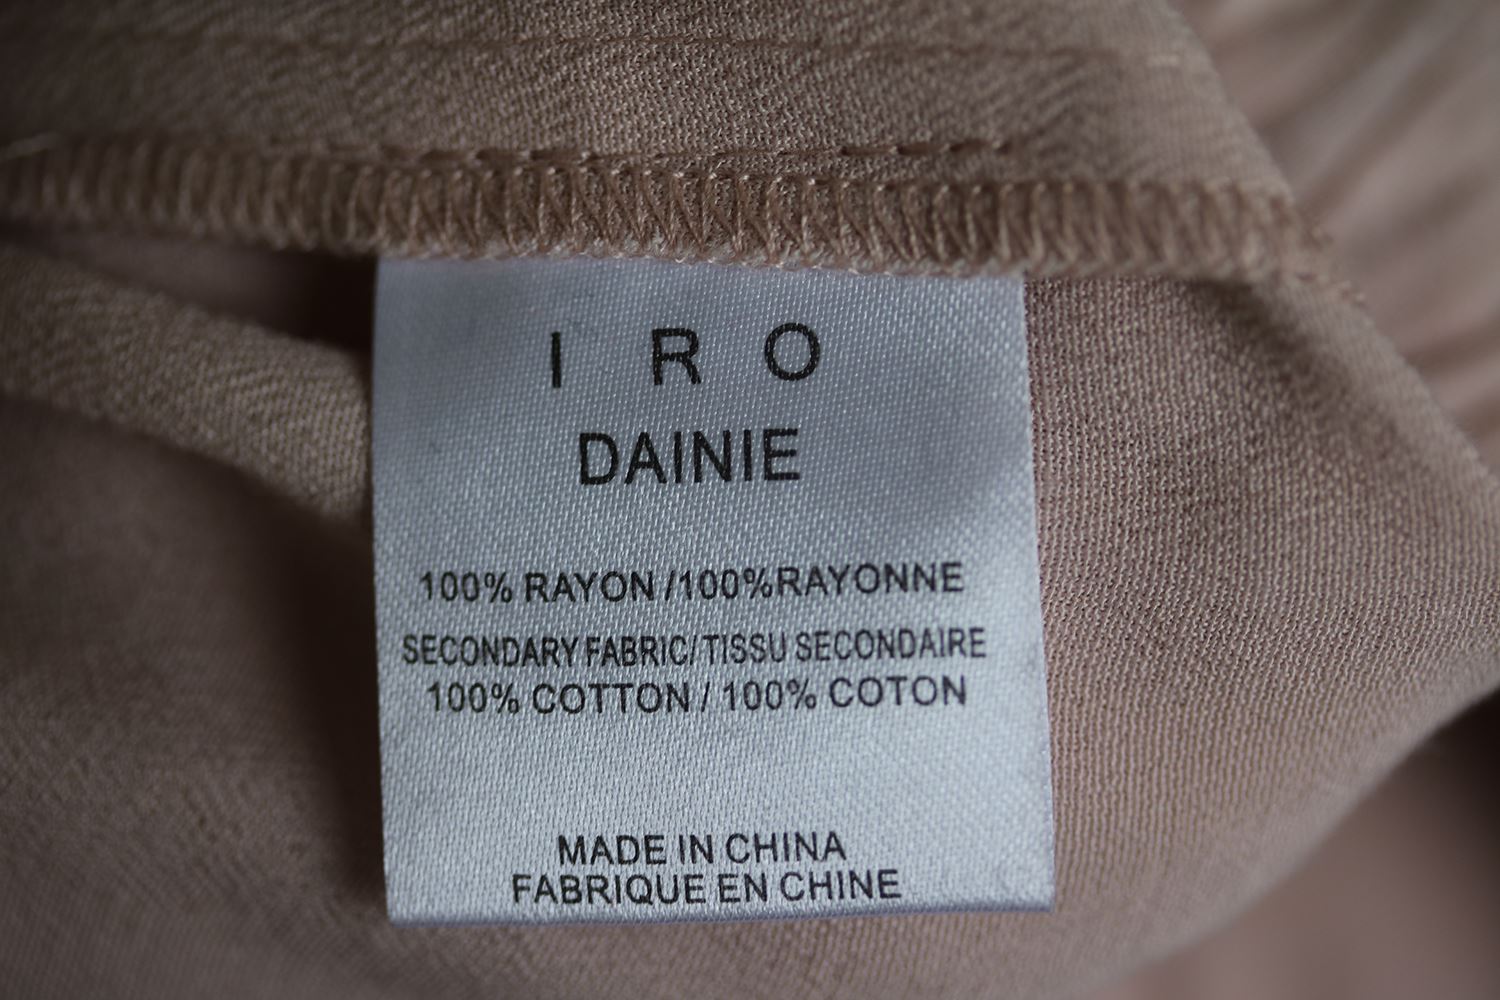 I R O
DAINIE
100% RAYON /100%RAYONNE
SECONDARY FABRIC/ TISSU SECONDAIRE
100% COTTON / 100% COTON
MADE IN CHINA
FABRIQUE EN CHINE